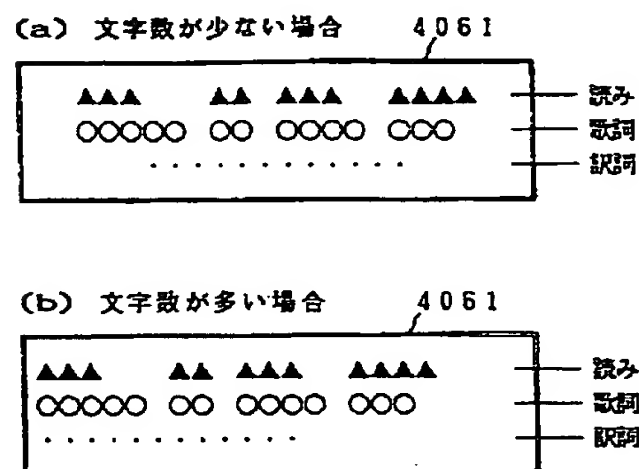 (a) 文字数が少ない場合 4061
▲▲▲ ▲▲ ▲▲▲ ▲▲▲▲ 読み
○○○○○ ○○ ○○○○ ○○○ 歌詞
・・・・・・・・・・・・ 訳詞
(b) 文字数が多い場合 4061
▲▲▲ ▲▲ ▲▲▲ ▲▲▲▲ 読み
○○○○○ ○○ ○○○○ ○○○ 歌詞
・・・・・・・・・・・・ 訳詞